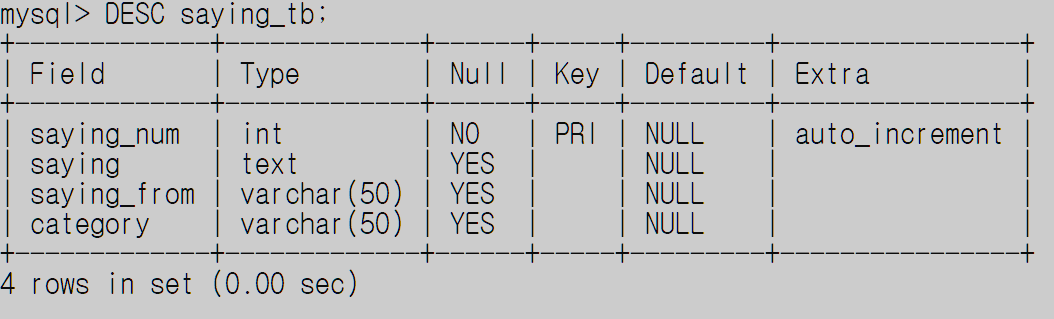 mysql> DESC saying_tb;
+-------------+-------------+------+-----+---------+----------------+
| Field       | Type        | Null | Key | Default | Extra          |
+-------------+-------------+------+-----+---------+----------------+
| saying_num  | int         | NO   | PRI | NULL    | auto_increment |
| saying      | text        | YES  |     | NULL    |                |
| saying_from | varchar(50) | YES  |     | NULL    |                |
| category    | varchar(50) | YES  |     | NULL    |                |
+-------------+-------------+------+-----+---------+----------------+
4 rows in set (0.00 sec)